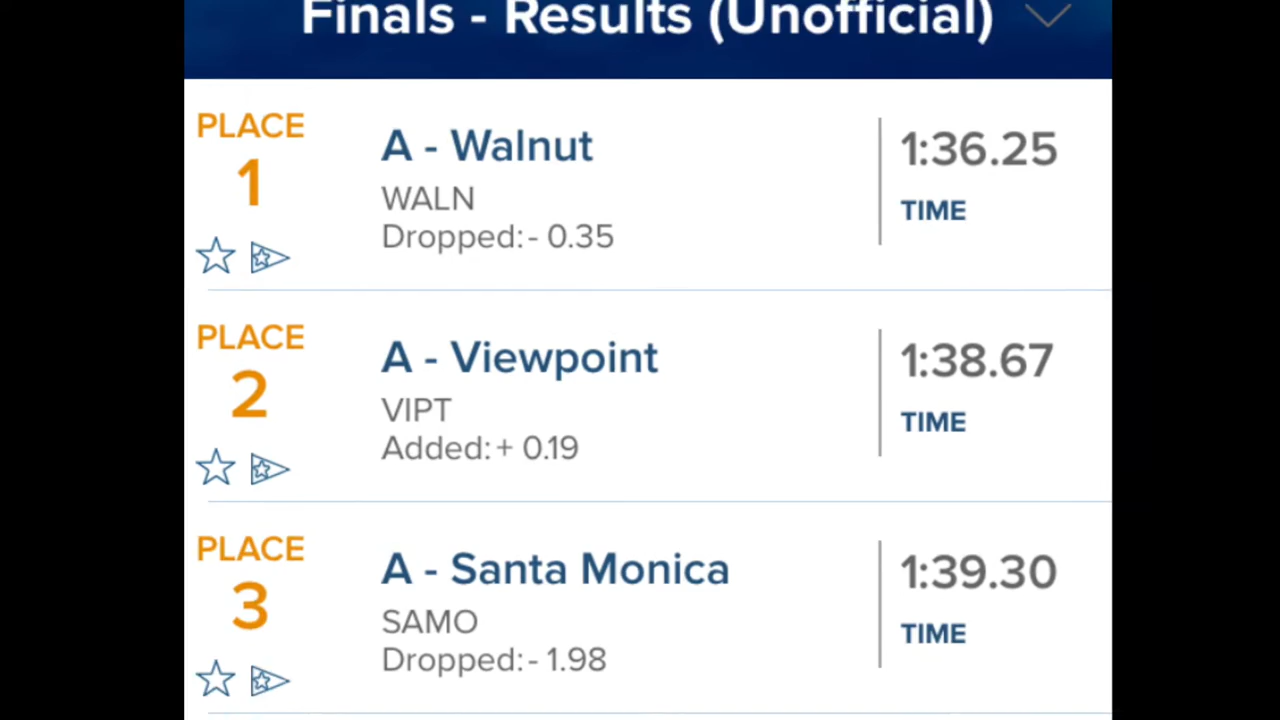 Finals - Results (Unofficial)
PLACE
1
A - Walnut
WALN
Dropped: - 0.35
1:36.25
TIME
PLACE
2
A - Viewpoint
VIPT
Added: + 0.19
1:38.67
TIME
PLACE
3
A - Santa Monica
SAMO
Dropped: - 1.98
1:39.30
TIME